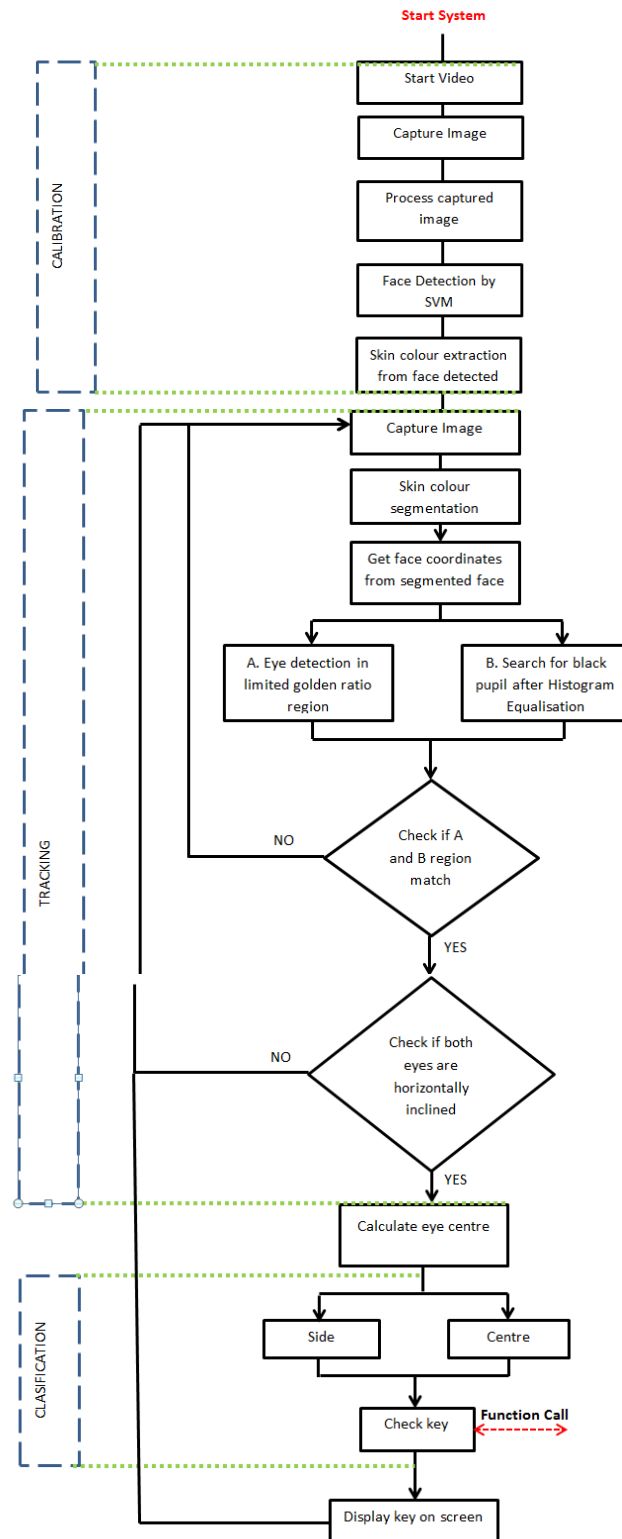 Start System
Start Video
Capture Image
Process captured
image
CALIBRATION
Face Detection by
SVM
Skin colour extraction
from face detected
Capture Image
Skin colour
segmentation
Get face coordinates
from segmented face
A. Eye detection in
limited golden ratio
region
B. Search for black
pupil after Histogram
Equalisation
NO
Check if A
and B region
match
TRACKING
YES
NO
Check if both
eyes are
horizontally
inclined
YES
Calculate eye centre
Side
Centre
CLASIFICATION
Check key
Function Call
Display key on screen